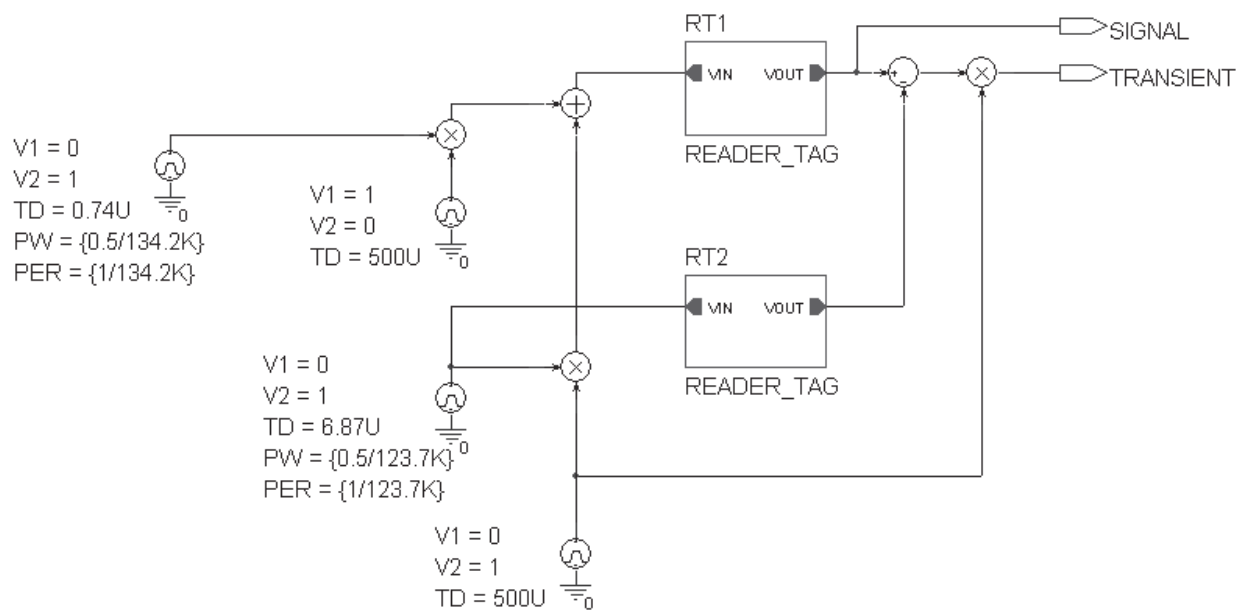 RT1
SIGNAL
VIN VOUT
TRANSIENT
READER_TAG
V1 = 0
V2 = 1
TD = 0.74U
PW = {0.5/134.2K}
PER = {1/134.2K}
0
V1 = 1
V2 = 0
TD = 500U
0
RT2
VIN VOUT
READER_TAG
V1 = 0
V2 = 1
TD = 6.87U
PW = {0.5/123.7K}
PER = {1/123.7K}
0
V1 = 0
V2 = 1
TD = 500U
0